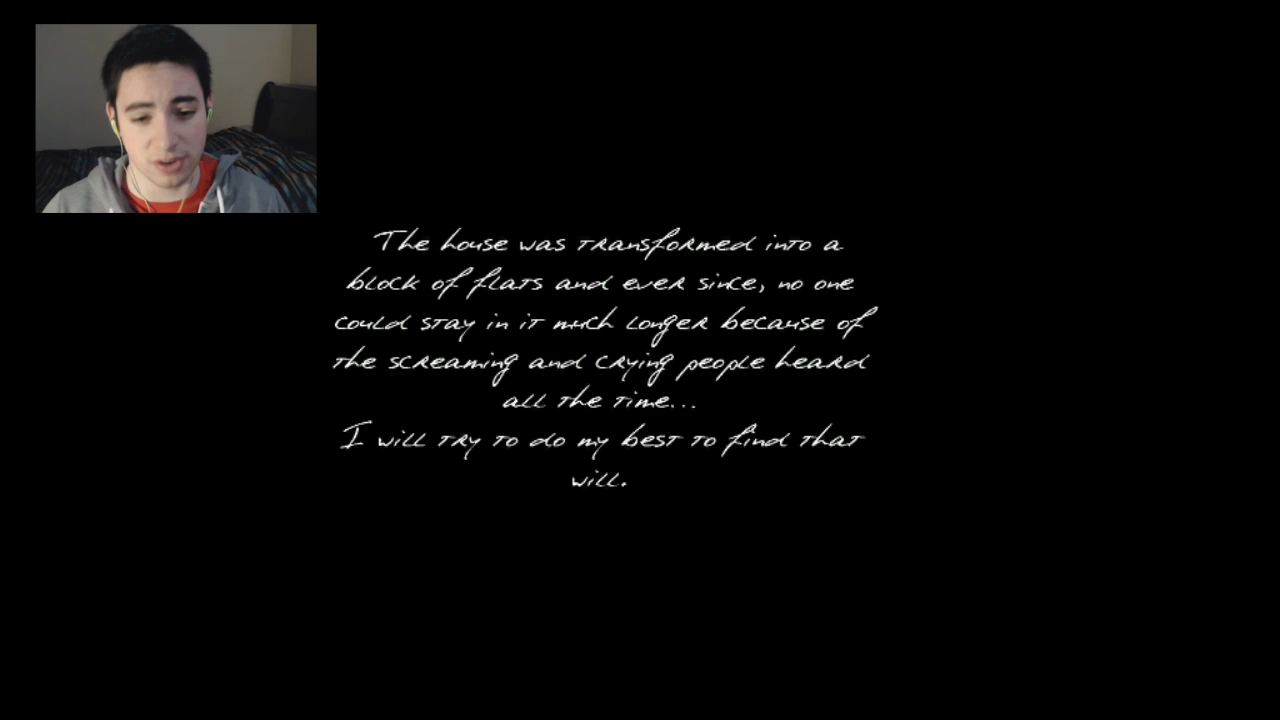 The house was transformed into a
block of flats and ever since, no one
could stay in it much longer because of
the screaming and crying people heard
all the time...
I will try to do my best to find that
will.